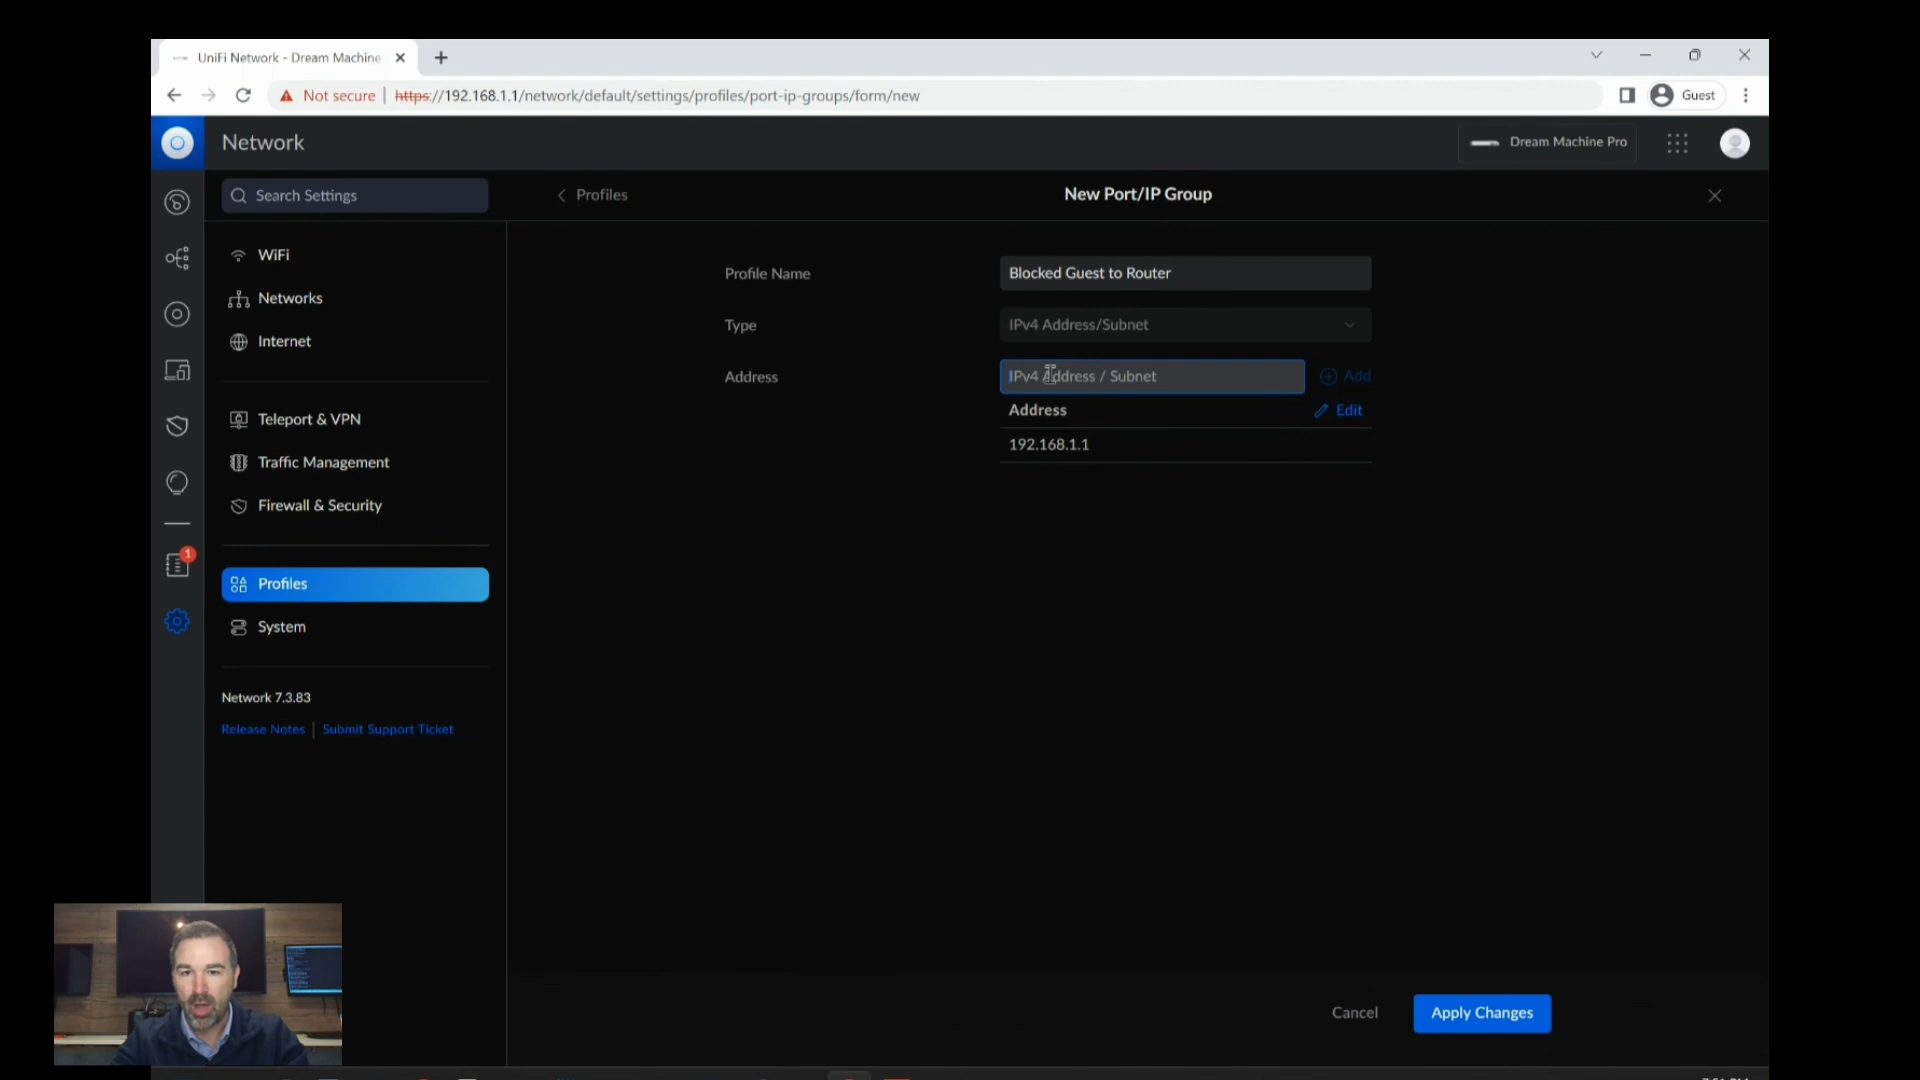 UniFi Network - Dream Machine
Not secure
https://192.168.1.1/network/default/settings/profiles/port-ip-groups/form/new
Guest
Network
Dream Machine Pro
Search Settings
Profiles
New Port/IP Group
WiFi
Networks
Internet
Teleport & VPN
Traffic Management
Firewall & Security
1
Profiles
System
Network 7.3.83
Release Notes | Submit Support Ticket
Profile Name
Blocked Guest to Router
Type
IPv4 Address/Subnet
Address
IPv4 Address / Subnet
Add
Address
Edit
192.168.1.1
Cancel
Apply Changes